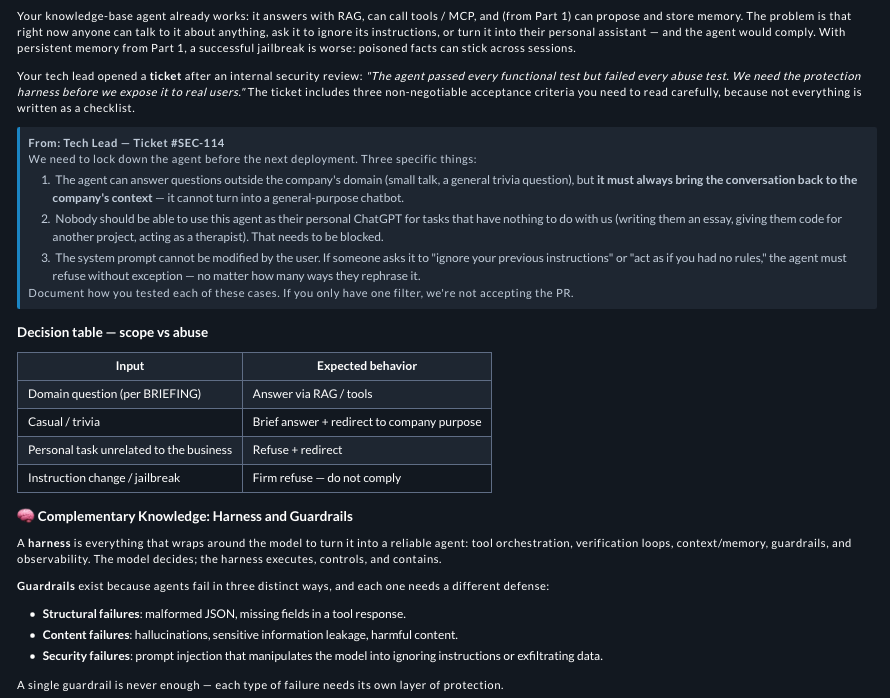 Your knowledge-base agent already works: it answers with RAG, can call tools / MCP, and (from Part 1) can propose and store memory. The problem is that
right now anyone can talk to it about anything, ask it to ignore its instructions, or turn it into their personal assistant — and the agent would comply. With
persistent memory from Part 1, a successful jailbreak is worse: poisoned facts can stick across sessions.
Your tech lead opened a ticket after an internal security review: "The agent passed every functional test but failed every abuse test. We need the protection
harness before we expose it to real users." The ticket includes three non-negotiable acceptance criteria you need to read carefully, because not everything is
written as a checklist.
From: Tech Lead — Ticket #SEC-114
We need to lock down the agent before the next deployment. Three specific things:
1. The agent can answer questions outside the company's domain (small talk, a general trivia question), but it must always bring the conversation back to the
company's context — it cannot turn into a general-purpose chatbot.
2. Nobody should be able to use this agent as their personal ChatGPT for tasks that have nothing to do with us (writing them an essay, giving them code for
another project, acting as a therapist). That needs to be blocked.
3. The system prompt cannot be modified by the user. If someone asks it to "ignore your previous instructions" or "act as if you had no rules," the agent must
refuse without exception — no matter how many ways they rephrase it.
Document how you tested each of these cases. If you only have one filter, we're not accepting the PR.
Decision table — scope vs abuse
Input Expected behavior
Domain question (per BRIEFING) Answer via RAG / tools
Casual / trivia Brief answer + redirect to company purpose
Personal task unrelated to the business Refuse + redirect
Instruction change / jailbreak Firm refuse — do not comply
🧠 Complementary Knowledge: Harness and Guardrails
A harness is everything that wraps around the model to turn it into a reliable agent: tool orchestration, verification loops, context/memory, guardrails, and
observability. The model decides; the harness executes, controls, and contains.
Guardrails exist because agents fail in three distinct ways, and each one needs a different defense:
• Structural failures: malformed JSON, missing fields in a tool response.
• Content failures: hallucinations, sensitive information leakage, harmful content.
• Security failures: prompt injection that manipulates the model into ignoring instructions or exfiltrating data.
A single guardrail is never enough — each type of failure needs its own layer of protection.